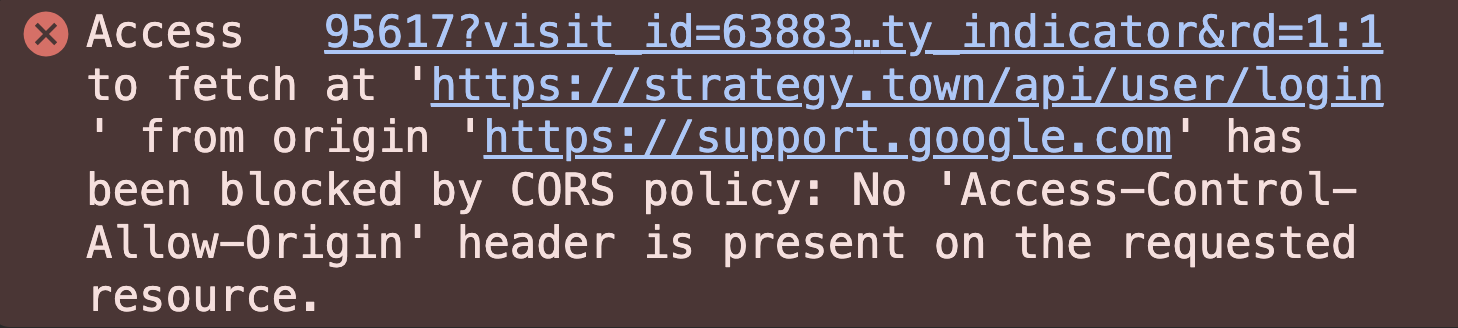 Access 95617?visit_id=63883…ty_indicator&rd=1:1
to fetch at 'https://strategy.town/api/user/login
' from origin 'https://support.google.com' has
been blocked by CORS policy: No 'Access-Control-
Allow-Origin' header is present on the requested
resource.